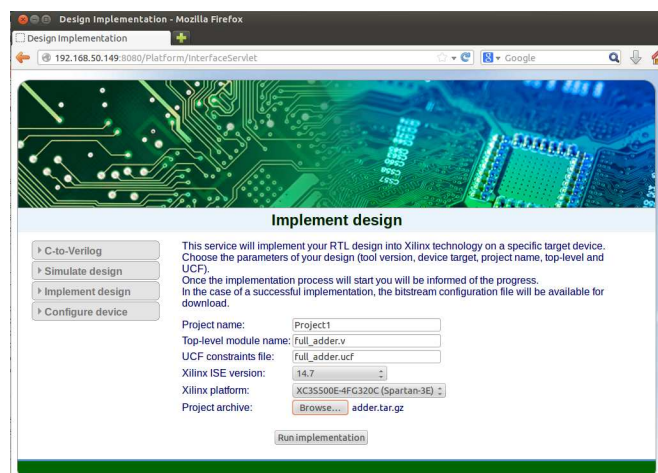 Design Implementation - Mozilla Firefox
Design Implementation
192.168.50.149:8080/Platform/InterfaceServlet
Google
Implement design
C-to-Verilog
Simulate design
Implement design
Configure device
This service will implement your RTL design into Xilinx technology on a specific target device.
Choose the parameters of your design (tool version, device target, project name, top-level and
UCF).
Once the implementation process will start you will be informed of the progress.
In the case of a successful implementation, the bitstream configuration file will be available for
download.
Project name: Project1
Top-level module name: full_adder.v
UCF constraints file: full_adder.ucf
Xilinx ISE version: 14.7
Xilinx platform: XC3S500E-4FG320C (Spartan-3E)
Project archive: Browse... adder.tar.gz
Run implementation